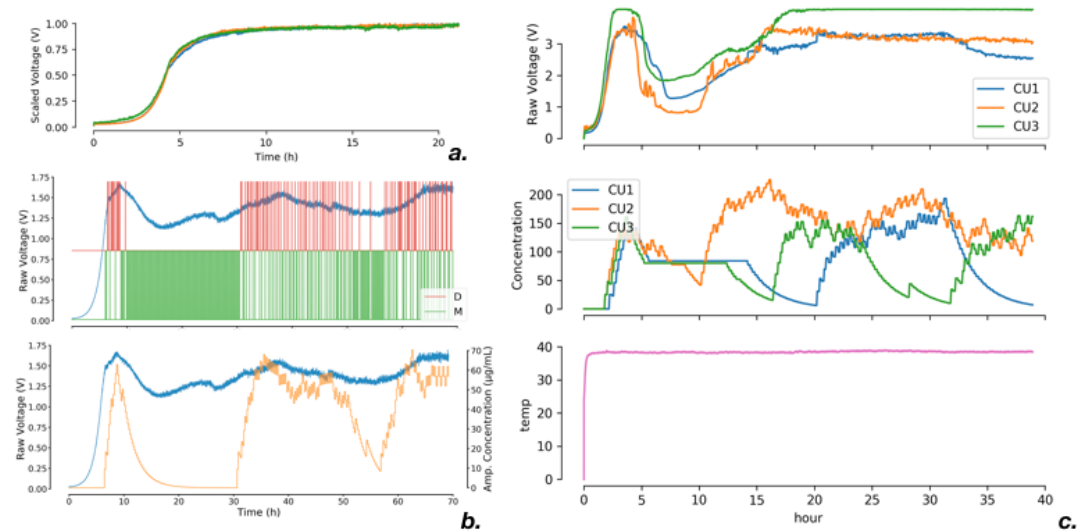 1.00
0.75
0.50
0.25
0.00
Scaled Voltage (V)
0 5 10 15 20
Time (h)
a.
1.75
1.50
1.25
1.00
0.75
0.50
0.25
0.00
Raw Voltage (V)
D
M
1.75
1.50
1.25
1.00
0.75
0.50
0.25
0.00
Raw Voltage (V)
70
60
50
40
30
20
10
0
Amp. Concentration (µg/mL)
0 10 20 30 40 50 60 70
Time (h)
b.
3
2
1
0
Raw Voltage (V)
CU1
CU2
CU3
200
150
100
50
0
Concentration
CU1
CU2
CU3
40
30
20
10
0
temp
0 5 10 15 20 25 30 35 40
hour
c.